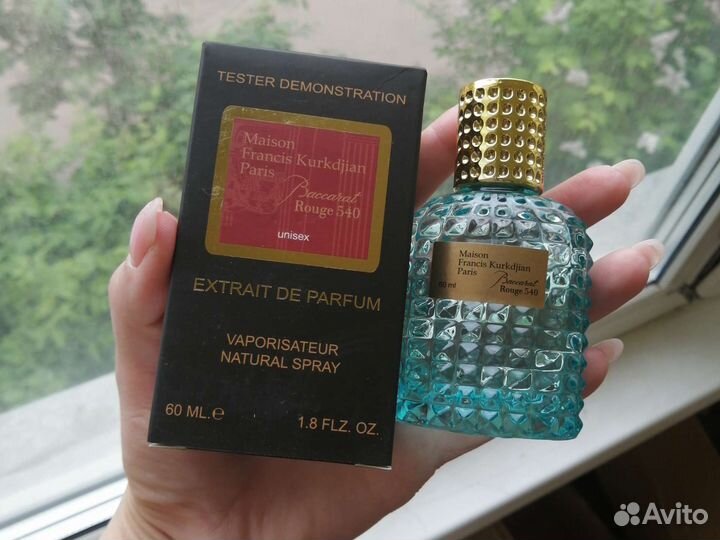 TESTER DEMONSTRATION
Maison
Francis Kurkdjian
Paris
Baccarat
Rouge 540
unisex
EXTRAIT DE PARFUM
VAPORISATEUR
NATURAL SPRAY
60 ML.e
1.8 FLZ. OZ.
Maison
Francis Kurkdjian
Paris
Baccarat
60 ml
Rouge 540
Avito